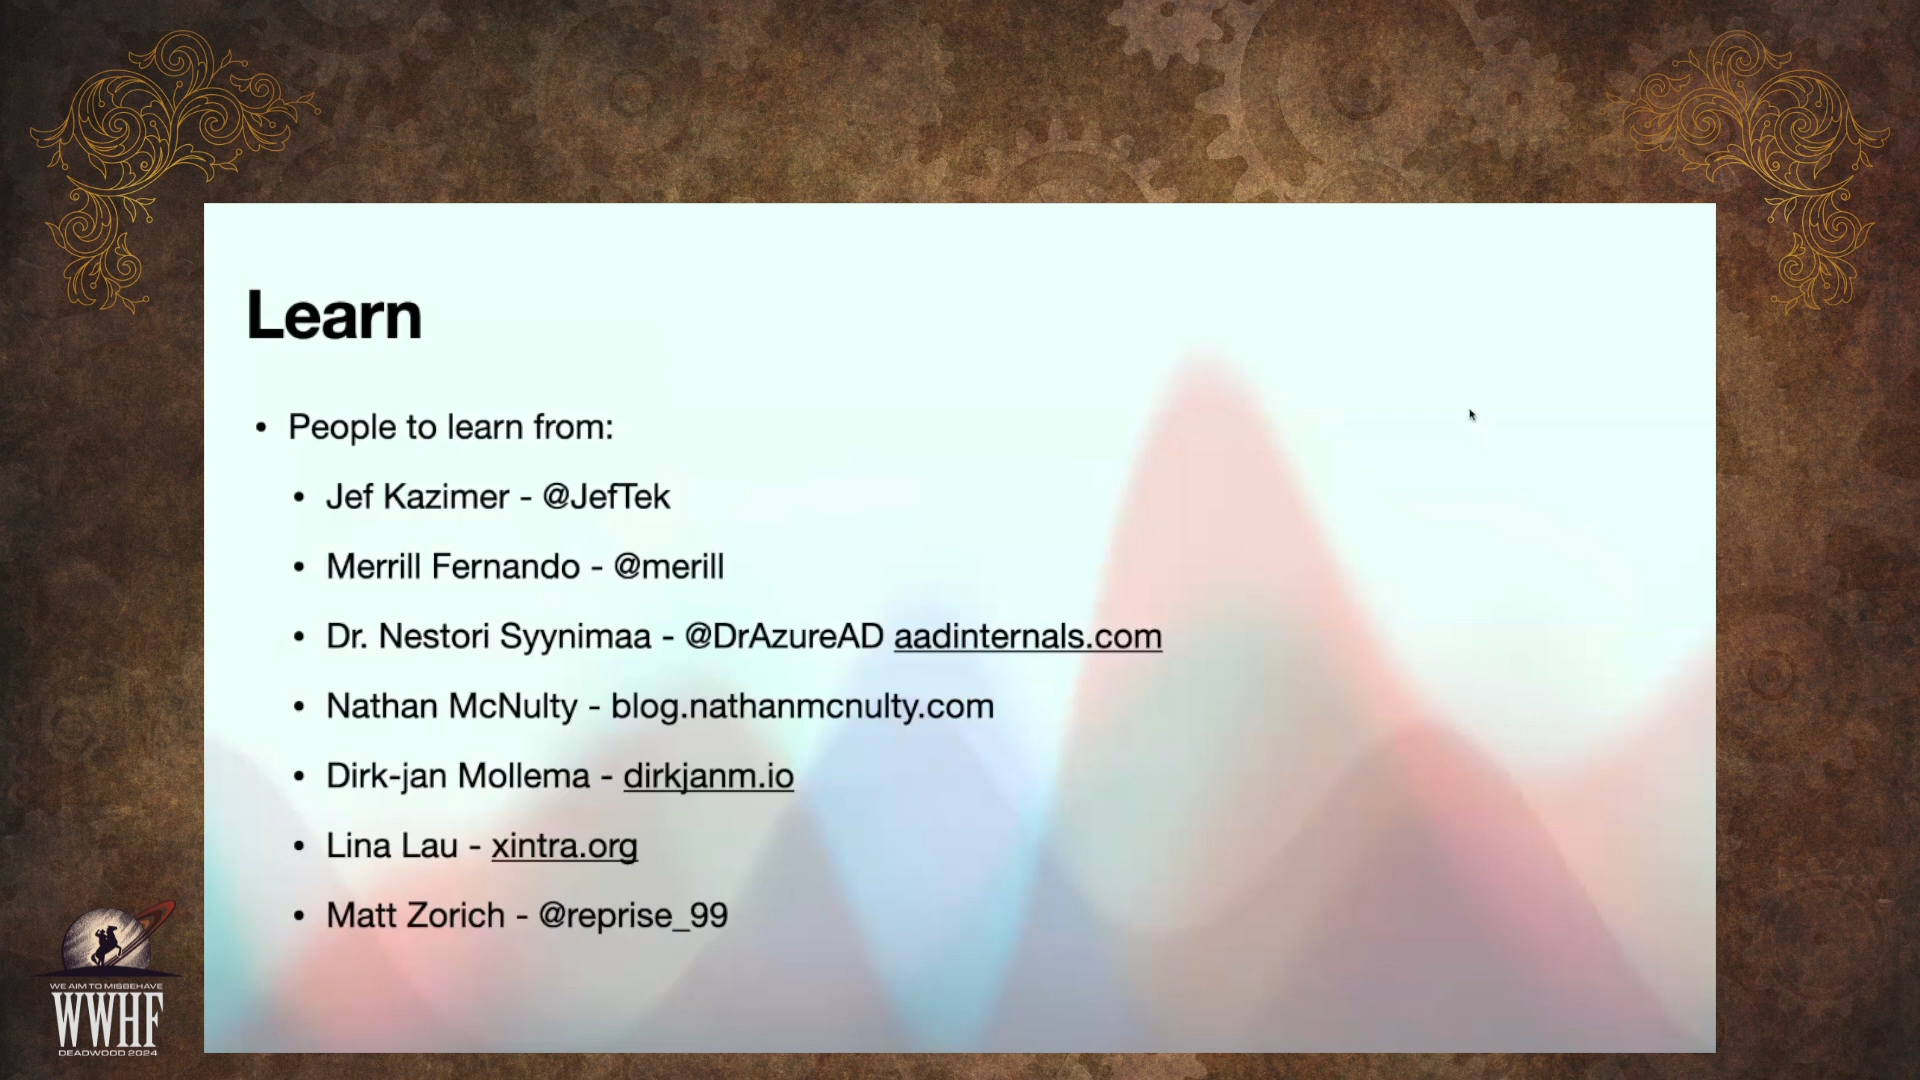 Learn
• People to learn from:
• Jef Kazimer - @JefTek
• Merrill Fernando - @merill
• Dr. Nestori Syynimaa - @DrAzureAD aadinternals.com
• Nathan McNulty - blog.nathanmcnulty.com
• Dirk-jan Mollema - dirkjanm.io
• Lina Lau - xintra.org
• Matt Zorich - @reprise_99
WE AIM TO MISBEHAVE
WWHF
DEADWOOD 2024